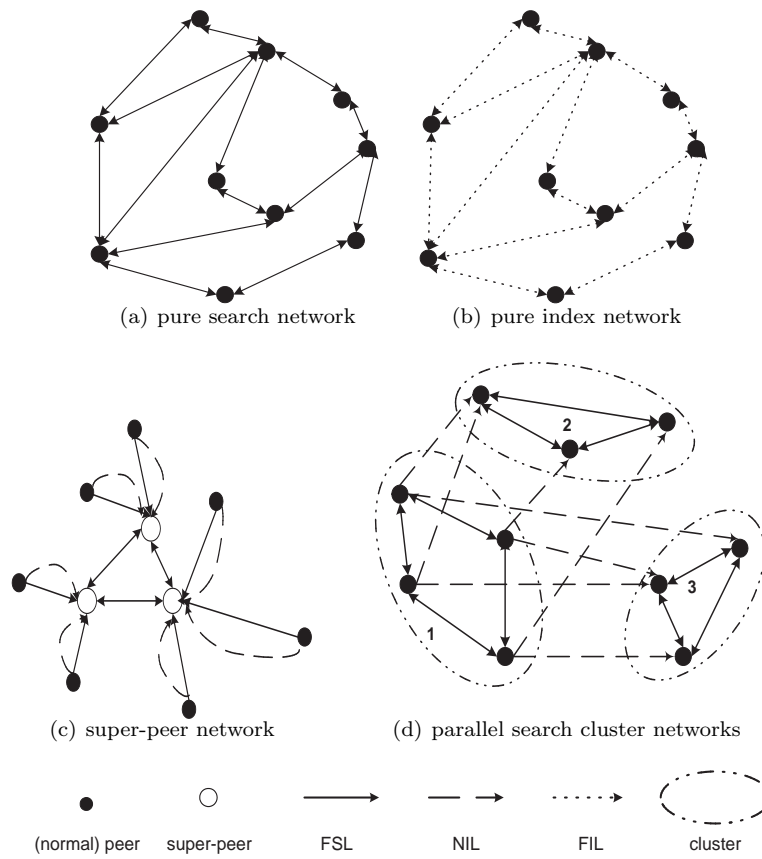 (a) pure search network
(b) pure index network
2
1
3
(c) super-peer network
(d) parallel search cluster networks
(normal) peer
super-peer
FSL
NIL
FIL
cluster